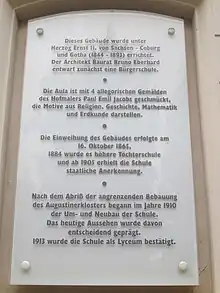 Dieses Gebäude wurde unter
Herzog Ernst II. von Sachsen - Coburg
und Gotha (1844 - 1893) errichtet.
Der Architekt Baurat Bruno Eberhard
entwarf zunächst eine Bürgerschule.
Die Aula ist mit 4 allegorischen Gemälden
des Hofmalers Paul Emil Jacobs geschmückt,
die Motive aus Religion, Geschichte, Mathematik
und Erdkunde darstellen.
Die Einweihung des Gebäudes erfolgte am
16. Oktober 1865,
1884 wurde es höhere Töchterschule
und ab 1905 erhielt die Schule
staatliche Anerkennung.
Nach dem Abriß der angrenzenden Bebauung
des Augustinerklosters begann im Jahre 1910
der Um- und Neubau der Schule.
Das heutige Aussehen wurde davon
entscheidend geprägt.
1913 wurde die Schule als Lyceum bestätigt.